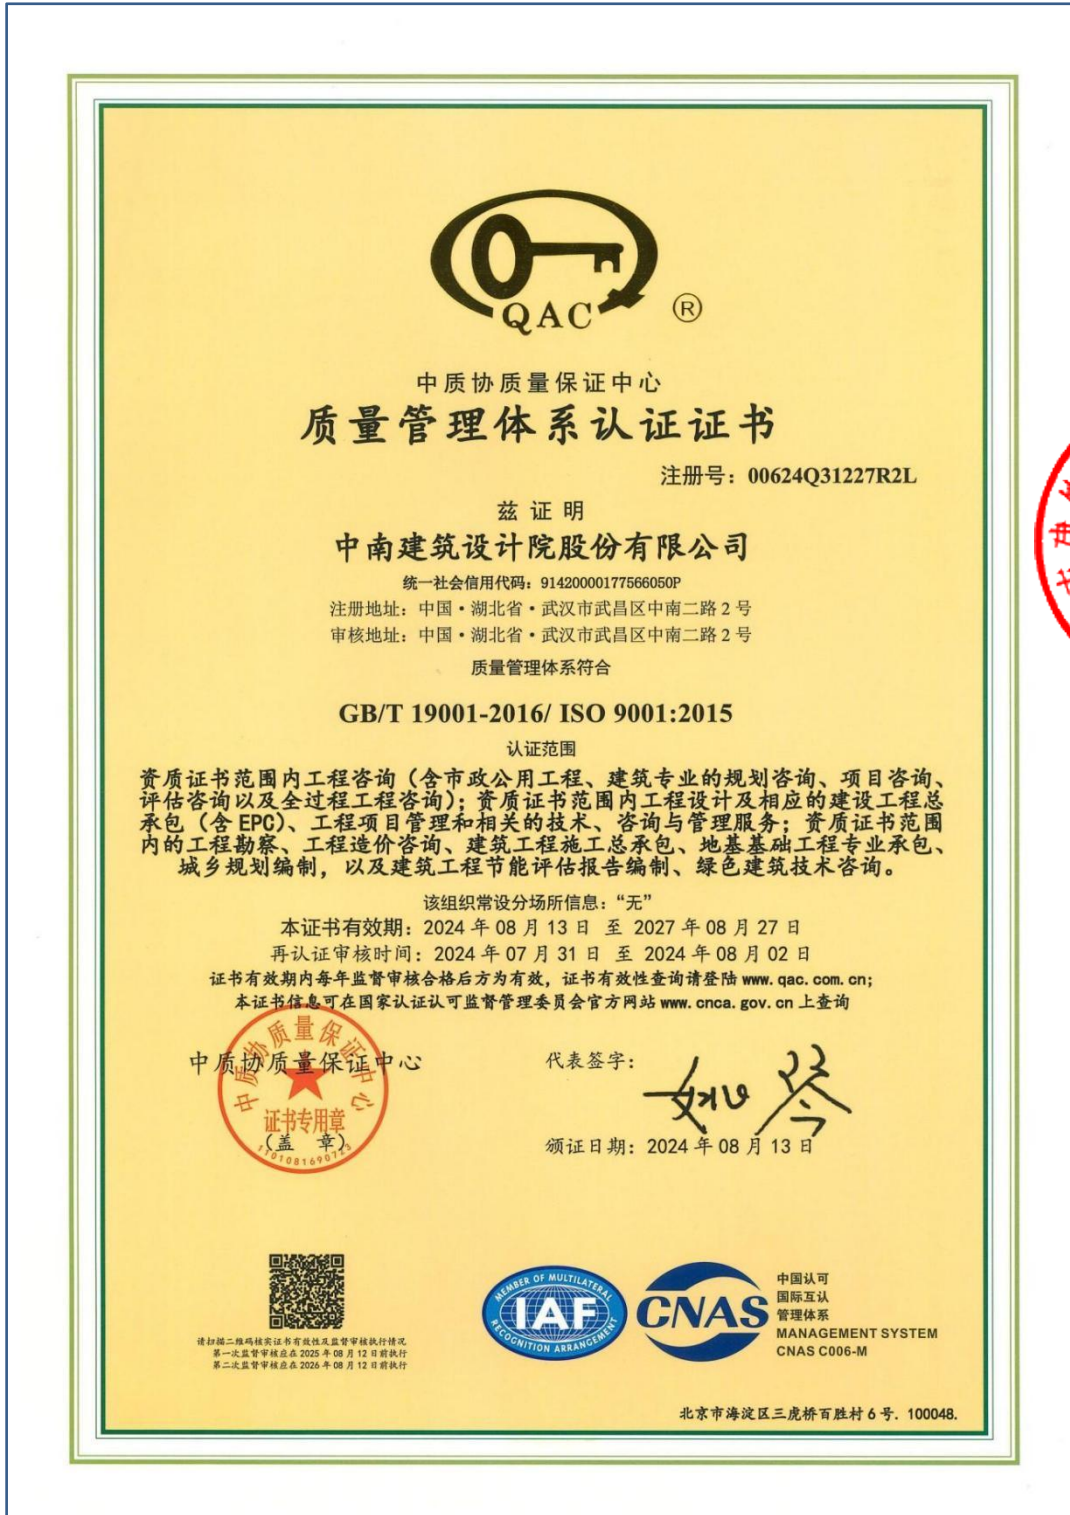 QAC
®
中质协质量保证中心
质量管理体系认证证书
注册号：00624Q31227R2L
兹证明
中南建筑设计院股份有限公司
统一社会信用代码：91420000177566050P
注册地址：中国·湖北省·武汉市武昌区中南二路2号
审核地址：中国·湖北省·武汉市武昌区中南二路2号
质量管理体系符合
GB/T 19001-2016/ ISO 9001:2015
认证范围
资质证书范围内工程咨询（含市政公用工程、建筑专业的规划咨询、项目咨询、
评估咨询以及全过程工程咨询）；资质证书范围内工程设计及相应的建设工程总
承包（含EPC）、工程项目管理和相关的技术、咨询与管理服务；资质证书范围
内的工程勘察、工程造价咨询、建筑工程施工总承包、地基基础工程专业承包、
城乡规划编制，以及建筑工程节能评估报告编制、绿色建筑技术咨询。
该组织常设分场所信息：“无”
本证书有效期：2024年08月13日 至 2027年08月27日
再认证审核时间：2024年07月31日 至 2024年08月02日
证书有效期内每年监督审核合格后方为有效，证书有效性查询请登陆www.qac.com.cn；
本证书信息可在国家认证认可监督管理委员会官方网站www.cnca.gov.cn上查询
中质协质量保证中心
中质协质量保证中心
证书专用章
（盖 章）
1101081690723
代表签字：
颁证日期：2024年08月13日
请扫描二维码核实证书有效性及监督审核执行情况
第一次监督审核应在2025年08月12日前执行
第二次监督审核应在2026年08月12日前执行
MEMBER OF MULTILATERAL
IAF
RECOGNITION ARRANGEMENT
CNAS
中国认可
国际互认
管理体系
MANAGEMENT SYSTEM
CNAS C006-M
北京市海淀区三虎桥百胜村6号. 100048.